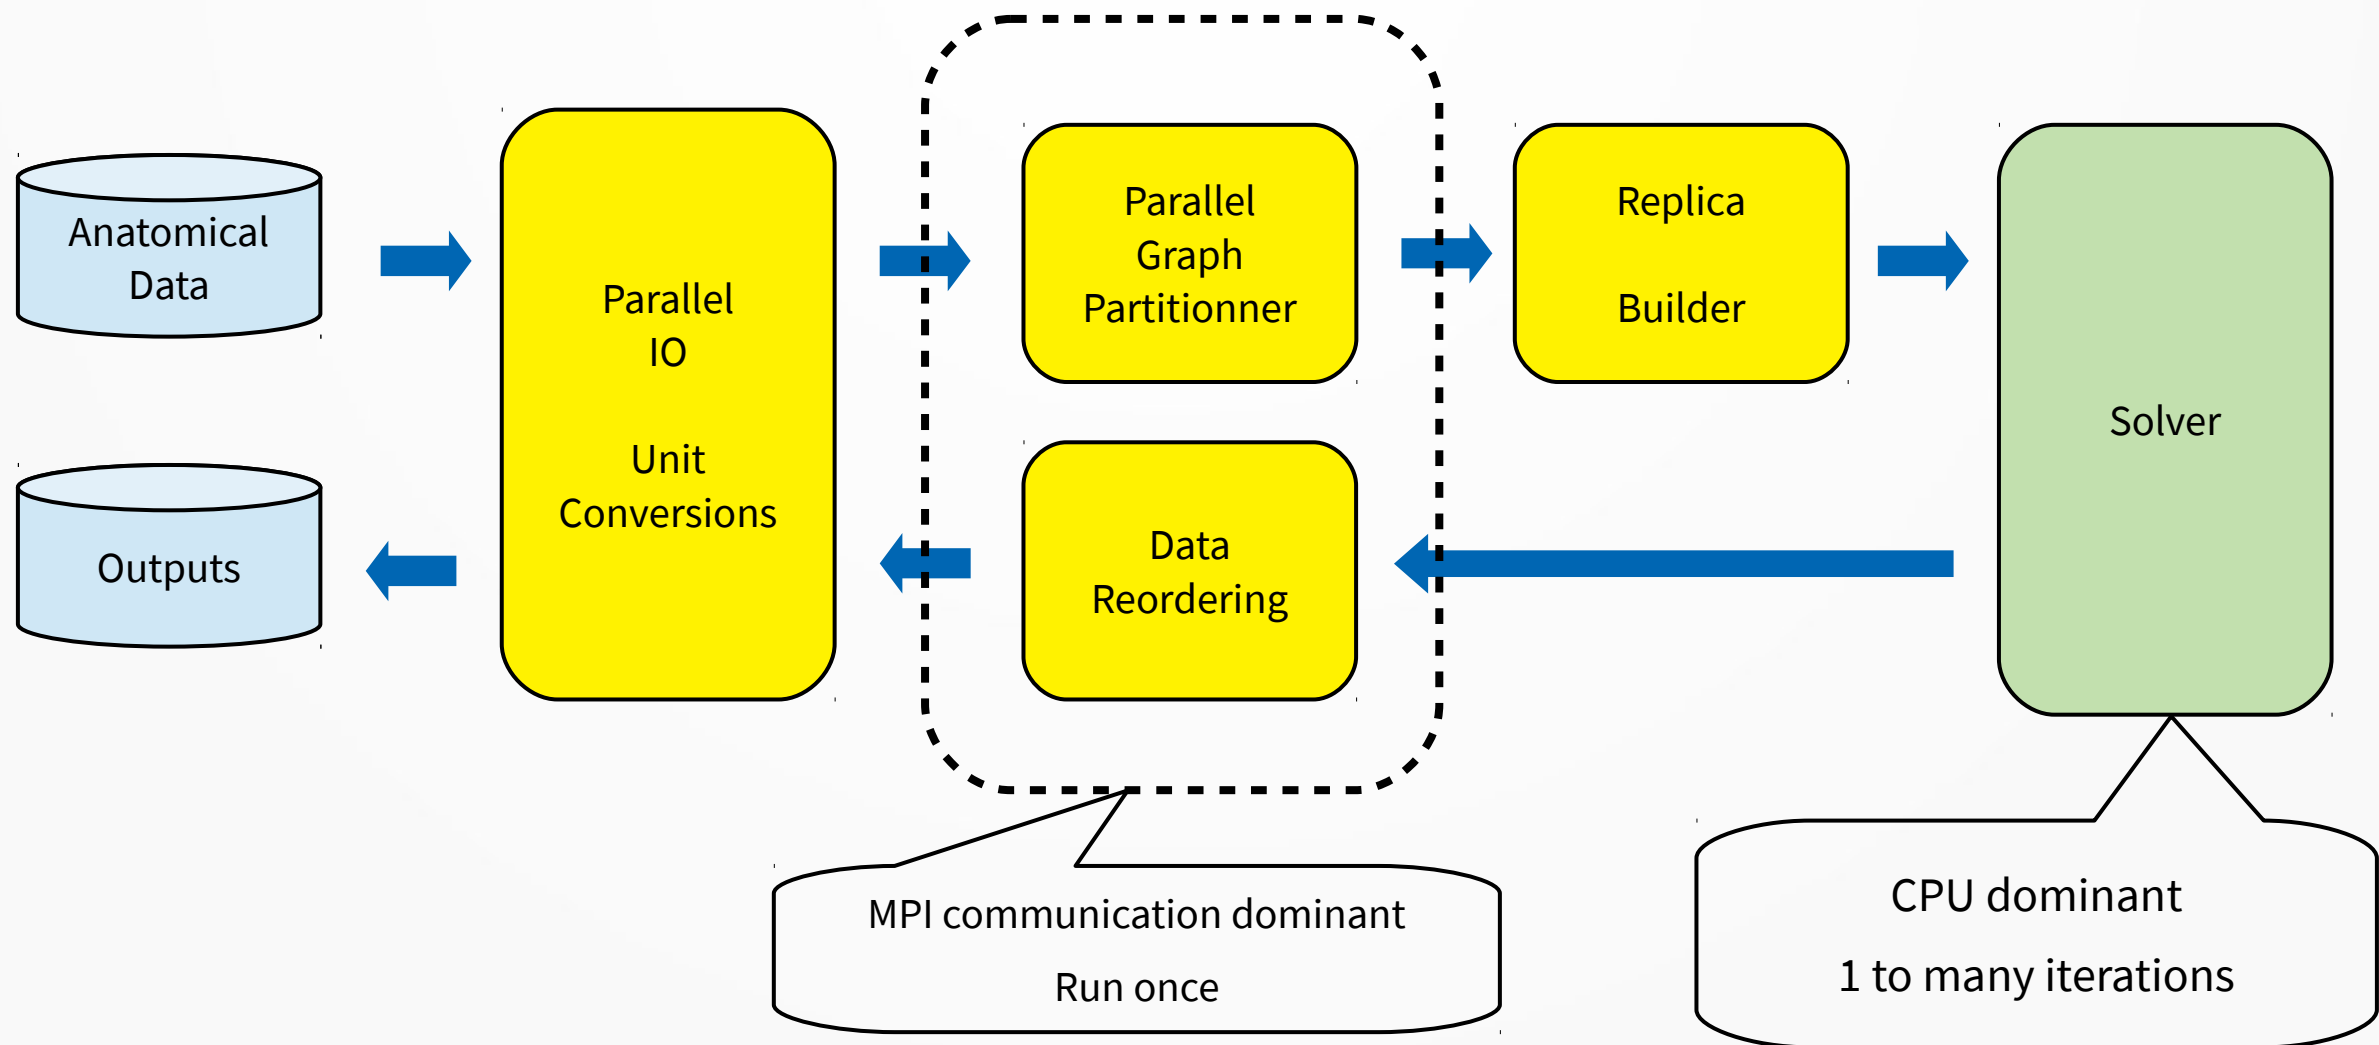 Anatomical
Data
Outputs
Parallel
IO
Unit
Conversions
Parallel
Graph
Partitionner
Data
Reordering
Replica
Builder
Solver
MPI communication dominant
Run once
CPU dominant
1 to many iterations